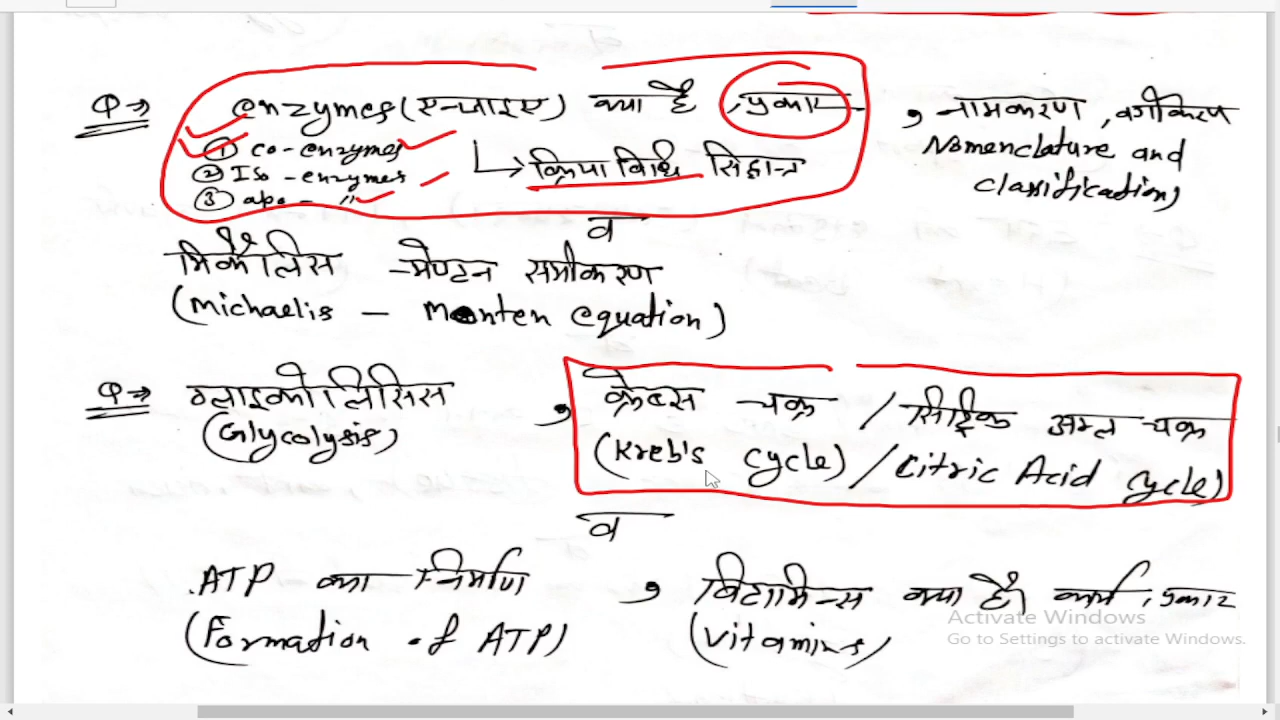 Q→ enzymes (एन्जाइम) क्या है, प्रकार, नामकरण, वर्गीकरण
① co-enzymes
② Iso-enzymes
③ apo- "
→ क्रिया विधि सिद्धान्त
Nomenclature and
classification)
व
मिकैलिस - मेण्टन समीकरण
(Michaelis - Menten equation)
Q→ ग्लाइकोलिसिस, क्रेब्स चक्र / सिट्रिक अम्ल चक्र
(Glycolysis) (Kreb's cycle) / Citric Acid cycle)
व
ATP का निर्माण, विटामिन्स क्या है, कार्य, प्रकार
(Formation of ATP) (Vitamins)
Activate Windows
Go to Settings to activate Windows.